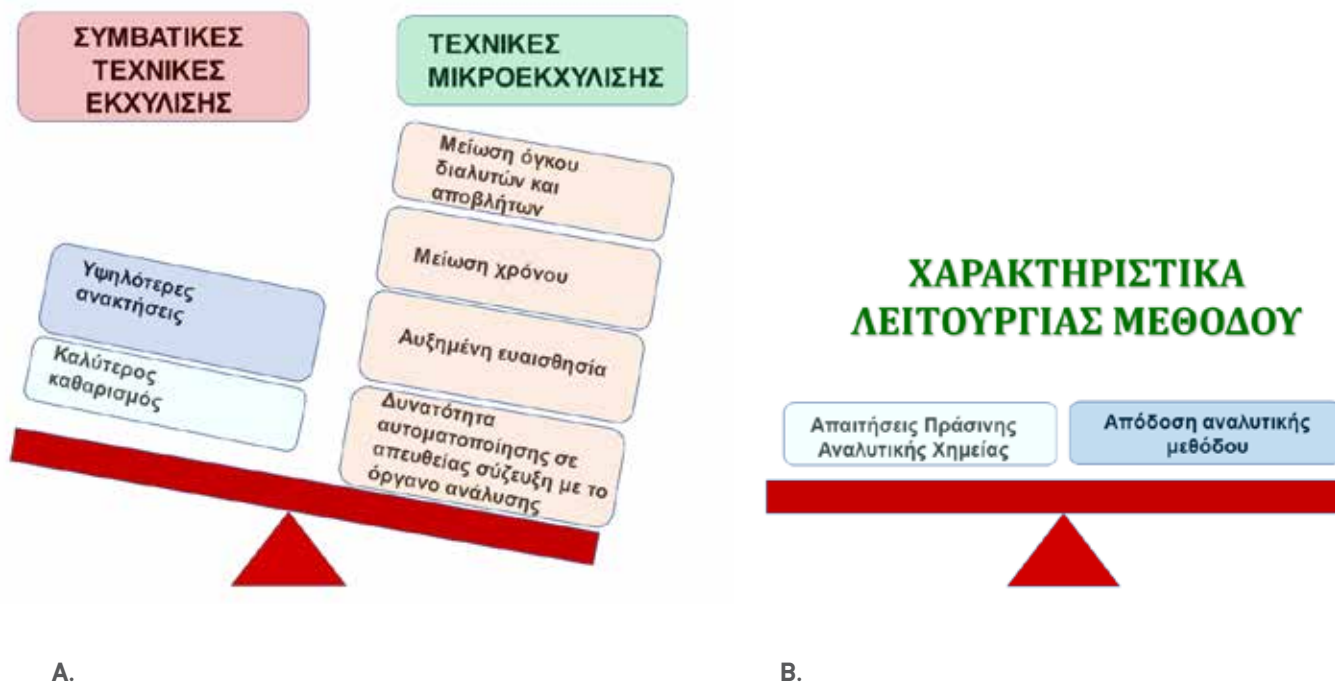 ΣΥΜΒΑΤΙΚΕΣ
ΤΕΧΝΙΚΕΣ
ΕΚΧΥΛΙΣΗΣ
ΤΕΧΝΙΚΕΣ
ΜΙΚΡΟΕΚΧΥΛΙΣΗΣ
Μείωση όγκου
διαλυτών και
αποβλήτων
Μείωση χρόνου
Αυξημένη ευαισθησία
Δυνατότητα
αυτοματοποίησης σε
απευθείας σύζευξη με το
όργανο ανάλυσης
Υψηλότερες
ανακτήσεις
Καλύτερος
καθαρισμός
A.
ΧΑΡΑΚΤΗΡΙΣΤΙΚΑ
ΛΕΙΤΟΥΡΓΙΑΣ ΜΕΘΟΔΟΥ
Απαιτήσεις Πράσινης
Αναλυτικής Χημείας
Απόδοση αναλυτικής
μεθόδου
B.